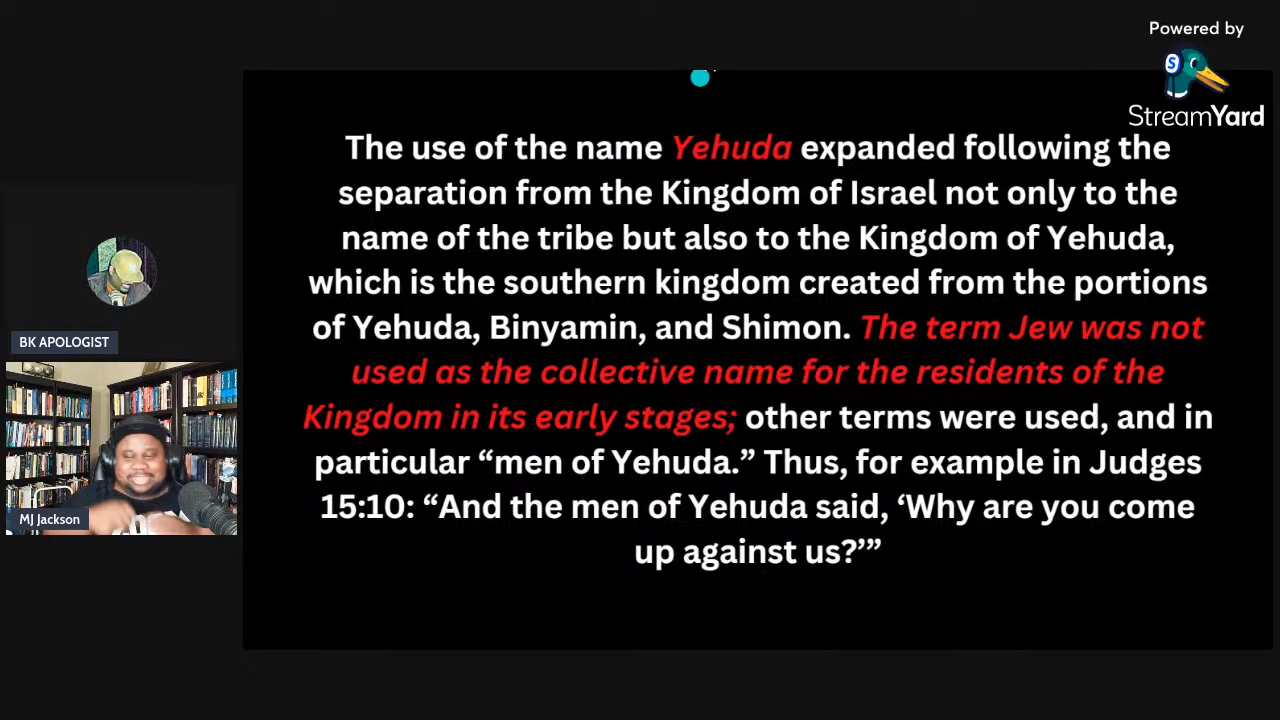 Powered by
StreamYard
The use of the name Yehuda expanded following the
separation from the Kingdom of Israel not only to the
name of the tribe but also to the Kingdom of Yehuda,
which is the southern kingdom created from the portions
of Yehuda, Binyamin, and Shimon. The term Jew was not
used as the collective name for the residents of the
Kingdom in its early stages; other terms were used, and in
particular “men of Yehuda.” Thus, for example in Judges
15:10: “And the men of Yehuda said, ‘Why are you come
up against us?’”
BK APOLOGIST
MJ Jackson